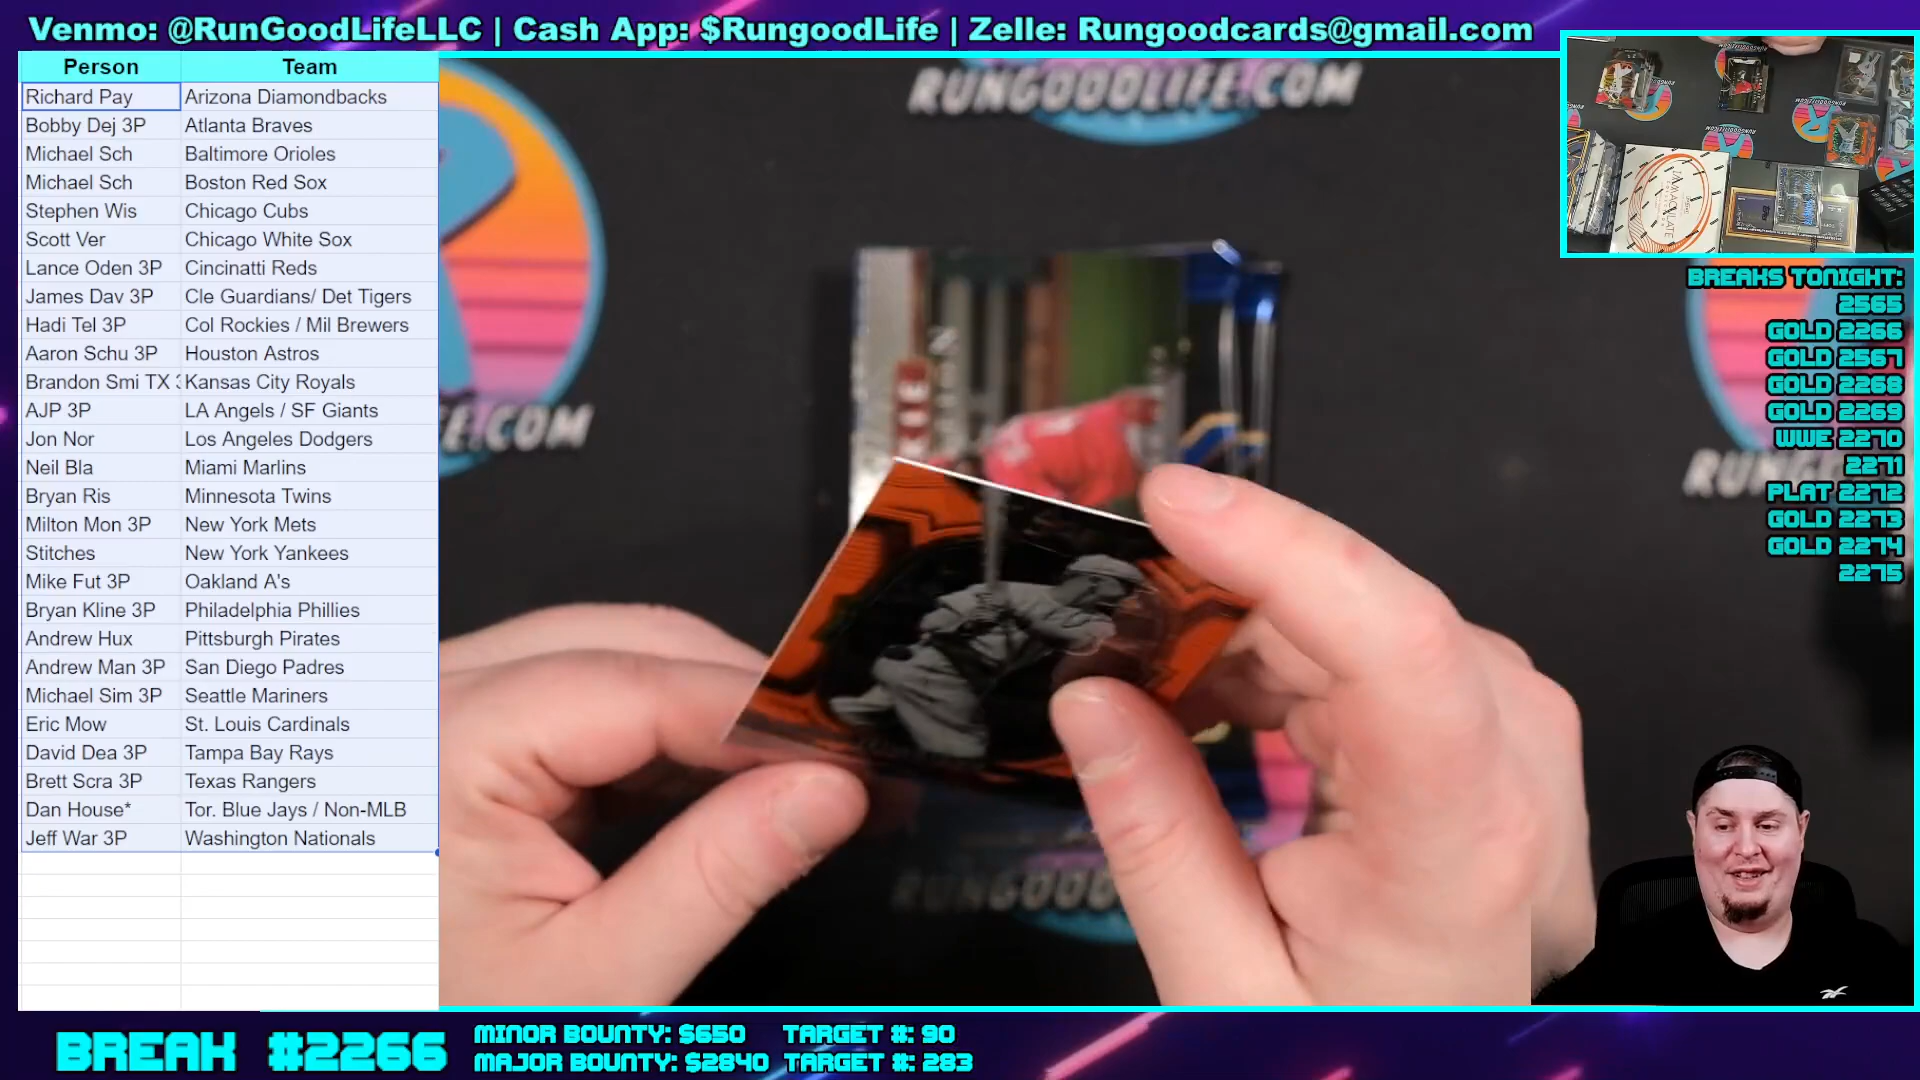 Venmo: @RunGoodLifeLLC | Cash App: $RungoodLife | Zelle: Rungoodcards@gmail.com
Person Team
Richard Pay Arizona Diamondbacks
Bobby Dej 3P Atlanta Braves
Michael Sch Baltimore Orioles
Michael Sch Boston Red Sox
Stephen Wis Chicago Cubs
Scott Ver Chicago White Sox
Lance Oden 3P Cincinatti Reds
James Dav 3P Cle Guardians/ Det Tigers
Hadi Tel 3P Col Rockies / Mil Brewers
Aaron Schu 3P Houston Astros
Brandon Smi TX Kansas City Royals
AJP 3P LA Angels / SF Giants
Jon Nor Los Angeles Dodgers
Neil Bla Miami Marlins
Bryan Ris Minnesota Twins
Milton Mon 3P New York Mets
Stitches New York Yankees
Mike Fut 3P Oakland A's
Bryan Kline 3P Philadelphia Phillies
Andrew Hux Pittsburgh Pirates
Andrew Man 3P San Diego Padres
Michael Sim 3P Seattle Mariners
Eric Mow St. Louis Cardinals
David Dea 3P Tampa Bay Rays
Brett Scra 3P Texas Rangers
Dan House* Tor. Blue Jays / Non-MLB
Jeff War 3P Washington Nationals
RUNGOODLIFE.COM
E.COM
RUNG
RUNGOOD
IMMACULATE
BREAKS TONIGHT:
2565
GOLD 2266
GOLD 2567
GOLD 2268
GOLD 2269
WWE 2270
2271
PLAT 2272
GOLD 2273
GOLD 2274
2275
BREAK #2266
MINOR BOUNTY: $650 TARGET #: 90
MAJOR BOUNTY: $2840 TARGET #: 283